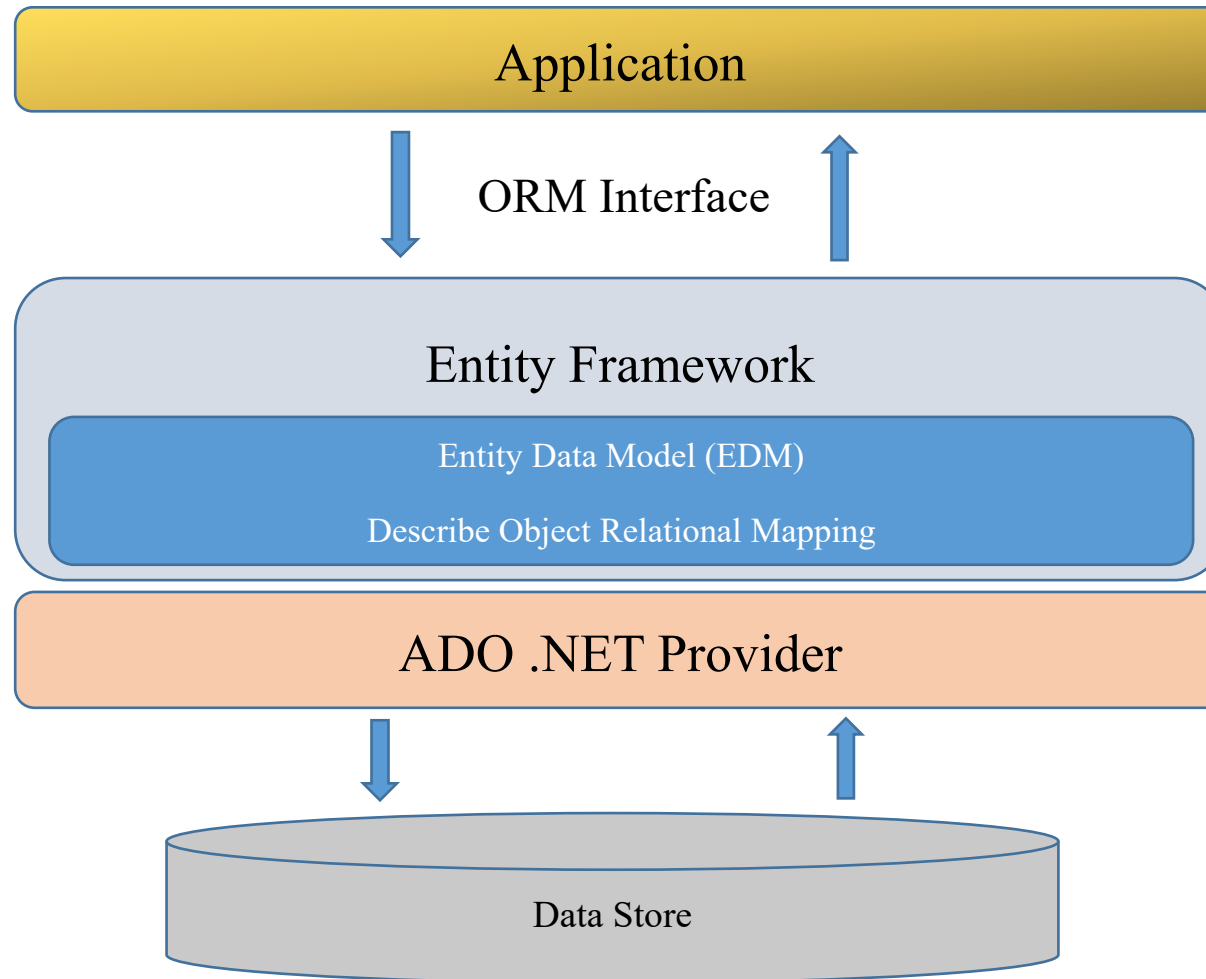 Application
ORM Interface
Entity Framework
Entity Data Model (EDM)
Describe Object Relational Mapping
ADO .NET Provider
Data Store